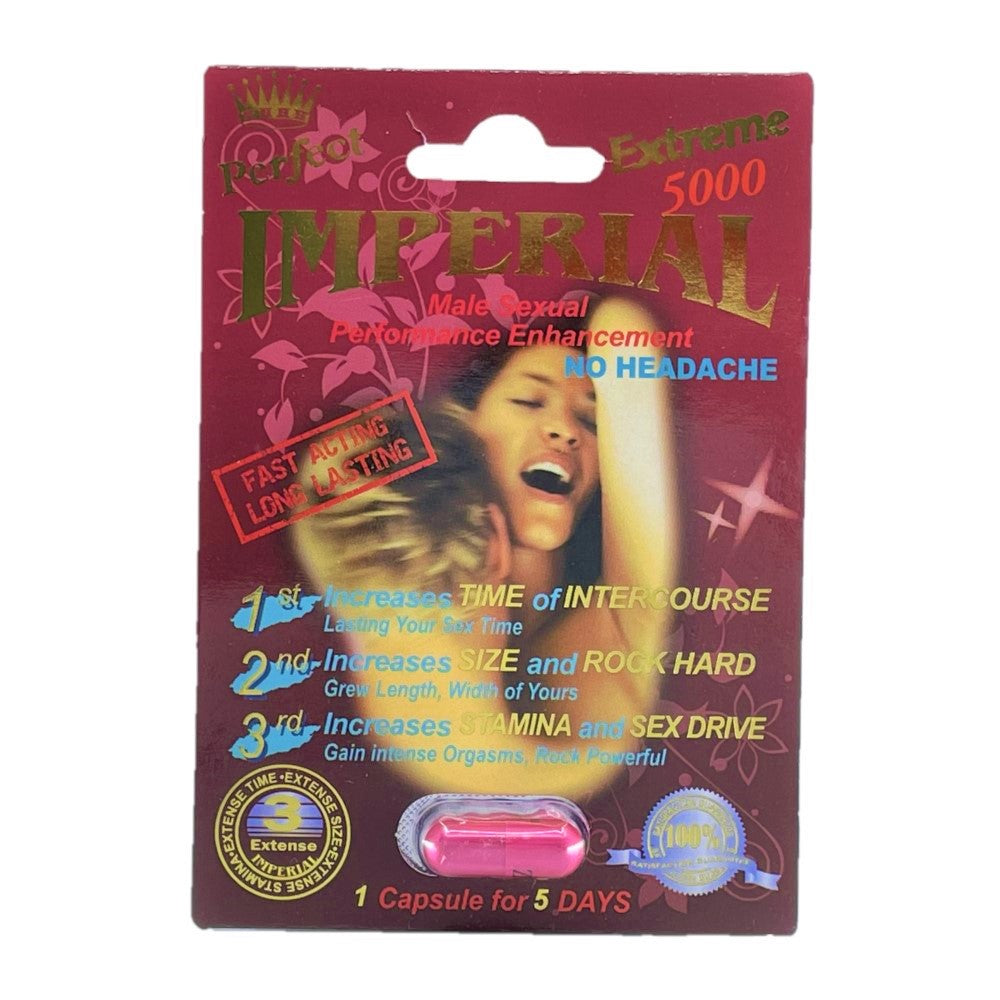 Perfect
Extreme
5000
IMPERIAL
Male Sexual
Performance Enhancement
NO HEADACHE
FAST ACTING
LONG LASTING
1st Increases TIME of INTERCOURSE
Lasting Your Sex Time
2nd Increases SIZE and ROCK HARD
Grew Length, Width of Yours
3rd Increases STAMINA and SEX DRIVE
Gain intense Orgasms, Rock Powerful
EXTENSE TIME • EXTENSE SIZE • EXTENSE STAMINA •
3
Extense
IMPERIAL
100%
SATISFACTION GUARANTEE
1 Capsule for 5 DAYS